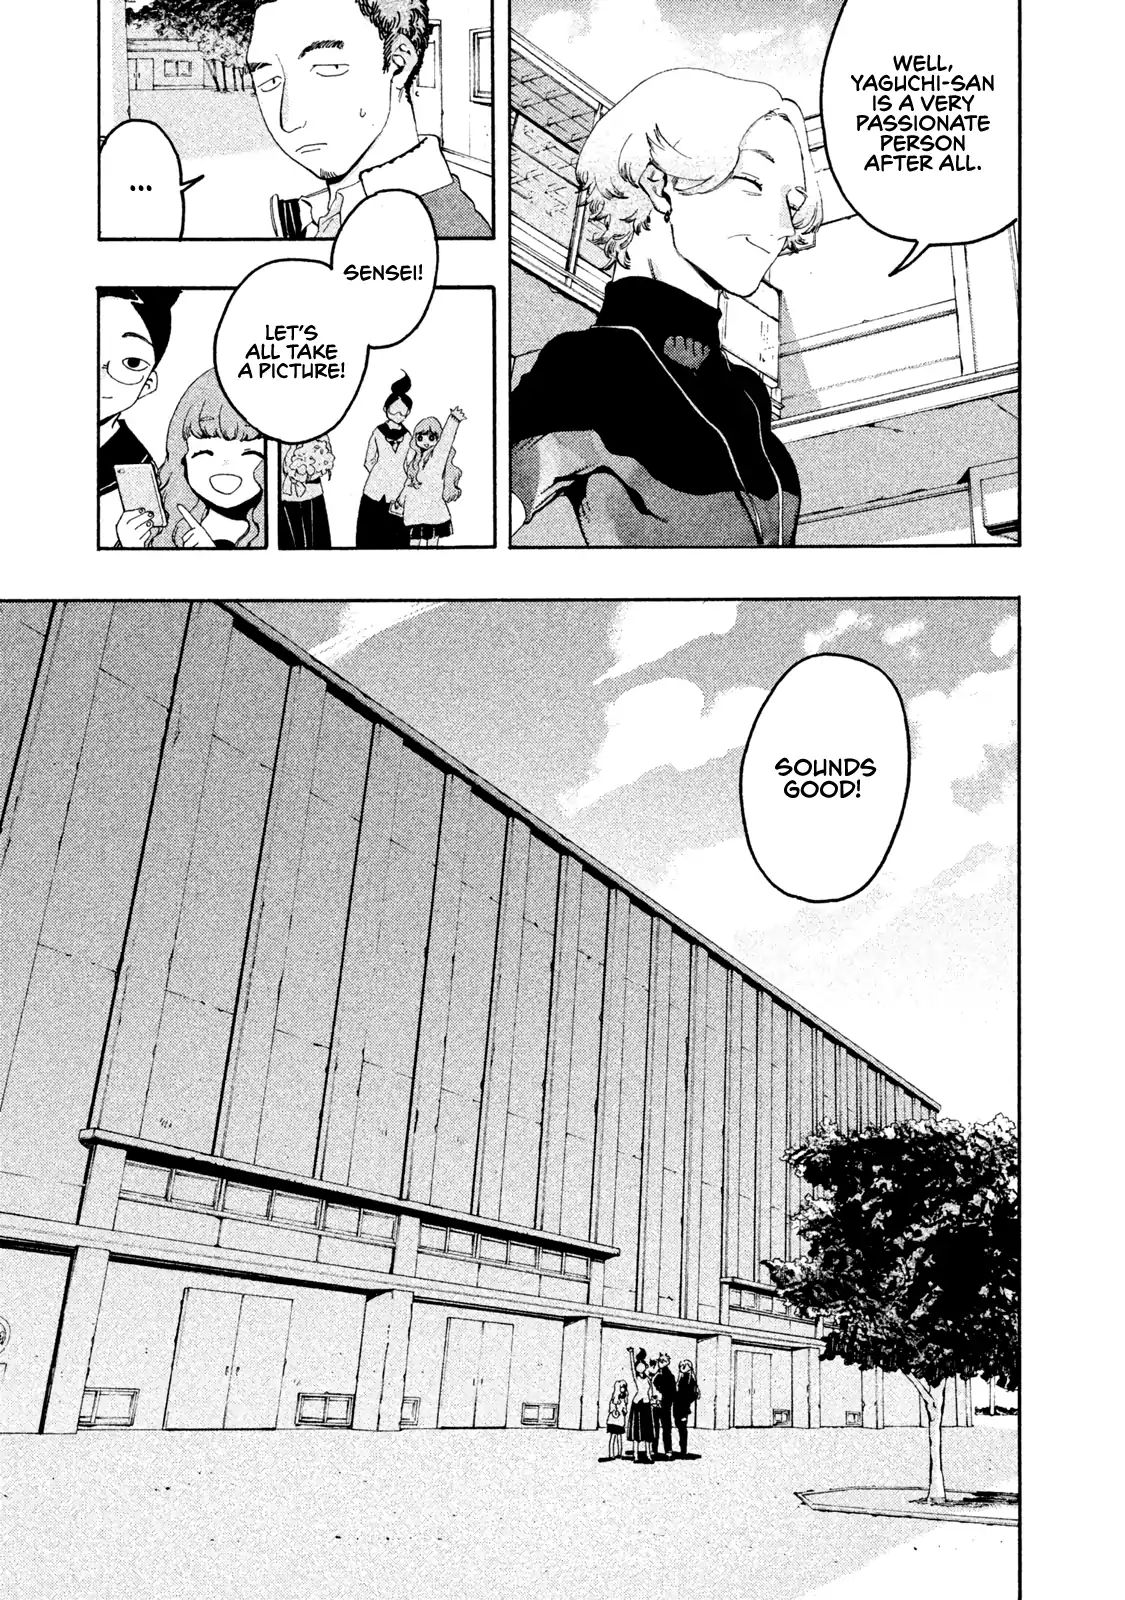 WELL,
YAGUCHI-SAN
IS A VERY
PASSIONATE
PERSON
AFTER ALL.
...
SENSEI!
LET'S
ALL TAKE
A PICTURE!
SOUNDS
GOOD!